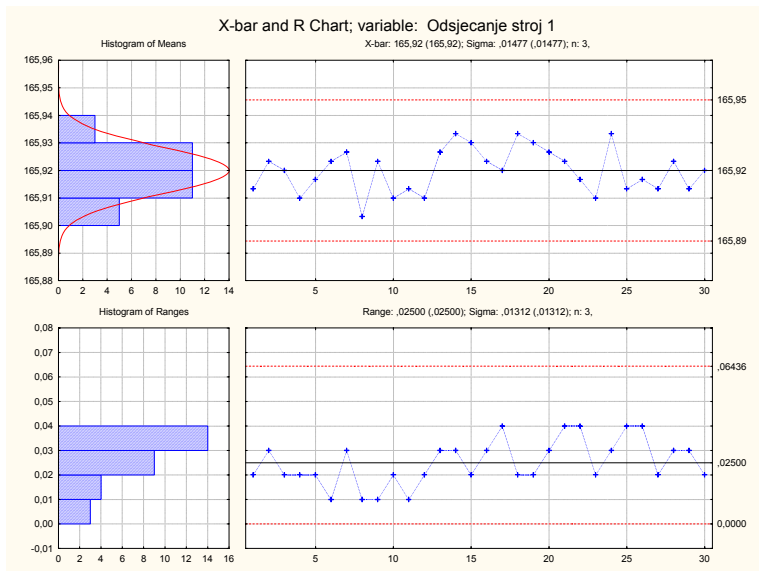 X-bar and R Chart; variable:  Odsjecanje stroj 1
Histogram of Means
X-bar: 165,92 (165,92); Sigma: ,01477 (,01477); n: 3,
165,96
165,95
165,94
165,93
165,92
165,91
165,90
165,89
165,88
0 2 4 6 8 10 12 14
165,95
165,92
165,89
5 10 15 20 25 30
Histogram of Ranges
Range: ,02500 (,02500); Sigma: ,01312 (,01312); n: 3,
0,08
0,07
0,06
0,05
0,04
0,03
0,02
0,01
0,00
-0,01
0 2 4 6 8 10 12 14 16
,06436
,02500
0,0000
5 10 15 20 25 30